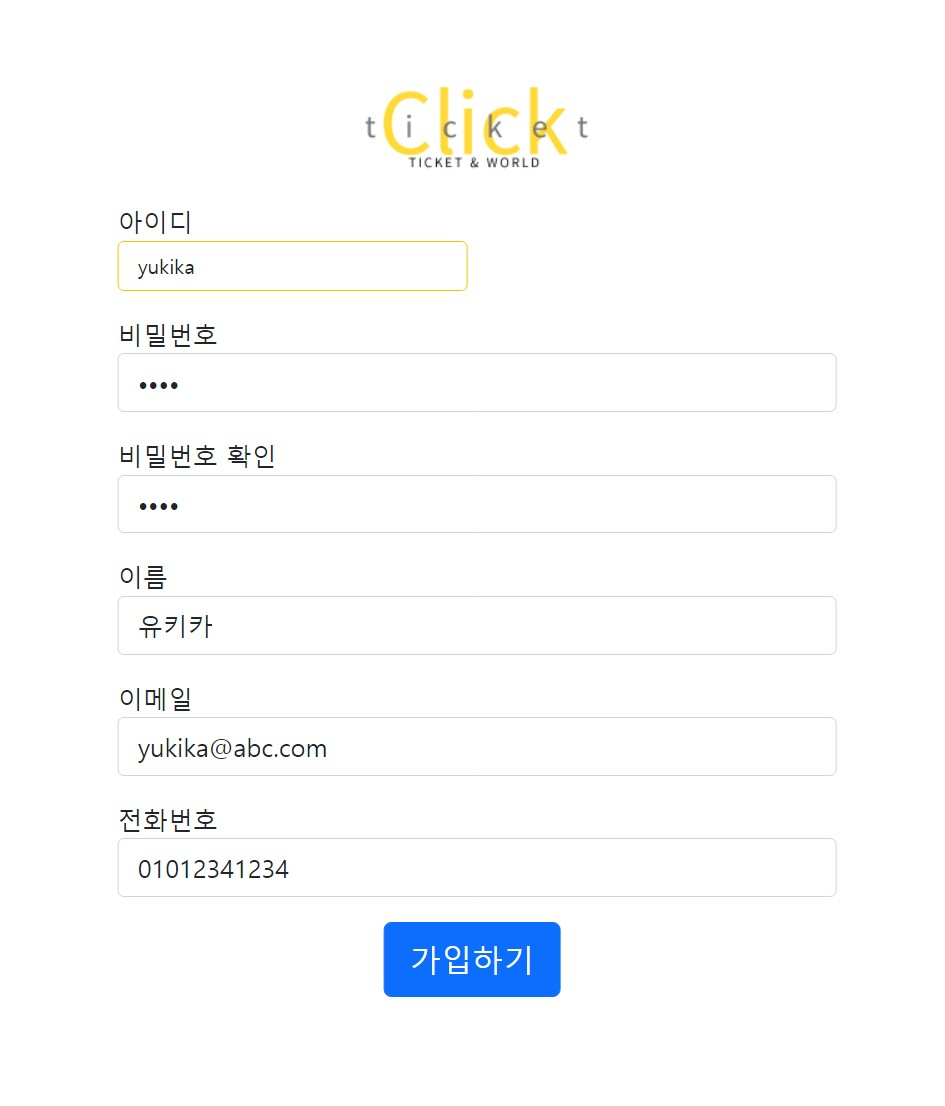 Click
ticket
TICKET & WORLD
아이디
yukika
비밀번호
••••
비밀번호 확인
••••
이름
유키카
이메일
yukika@abc.com
전화번호
01012341234
가입하기